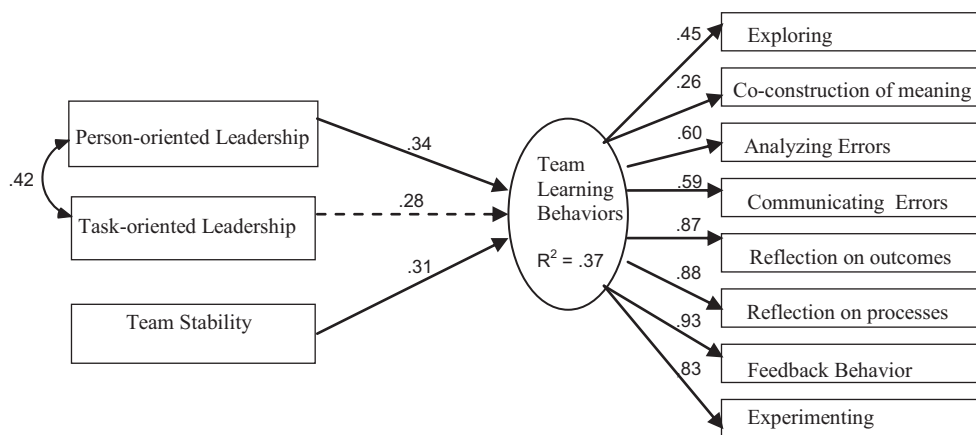 Person-oriented Leadership
.42
Task-oriented Leadership
Team Stability
.34
.28
.31
Team
Learning
Behaviors
R² = .37
.45
Exploring
.26
Co-construction of meaning
.60
Analyzing Errors
.59
Communicating Errors
.87
Reflection on outcomes
.88
Reflection on processes
.93
Feedback Behavior
.83
Experimenting